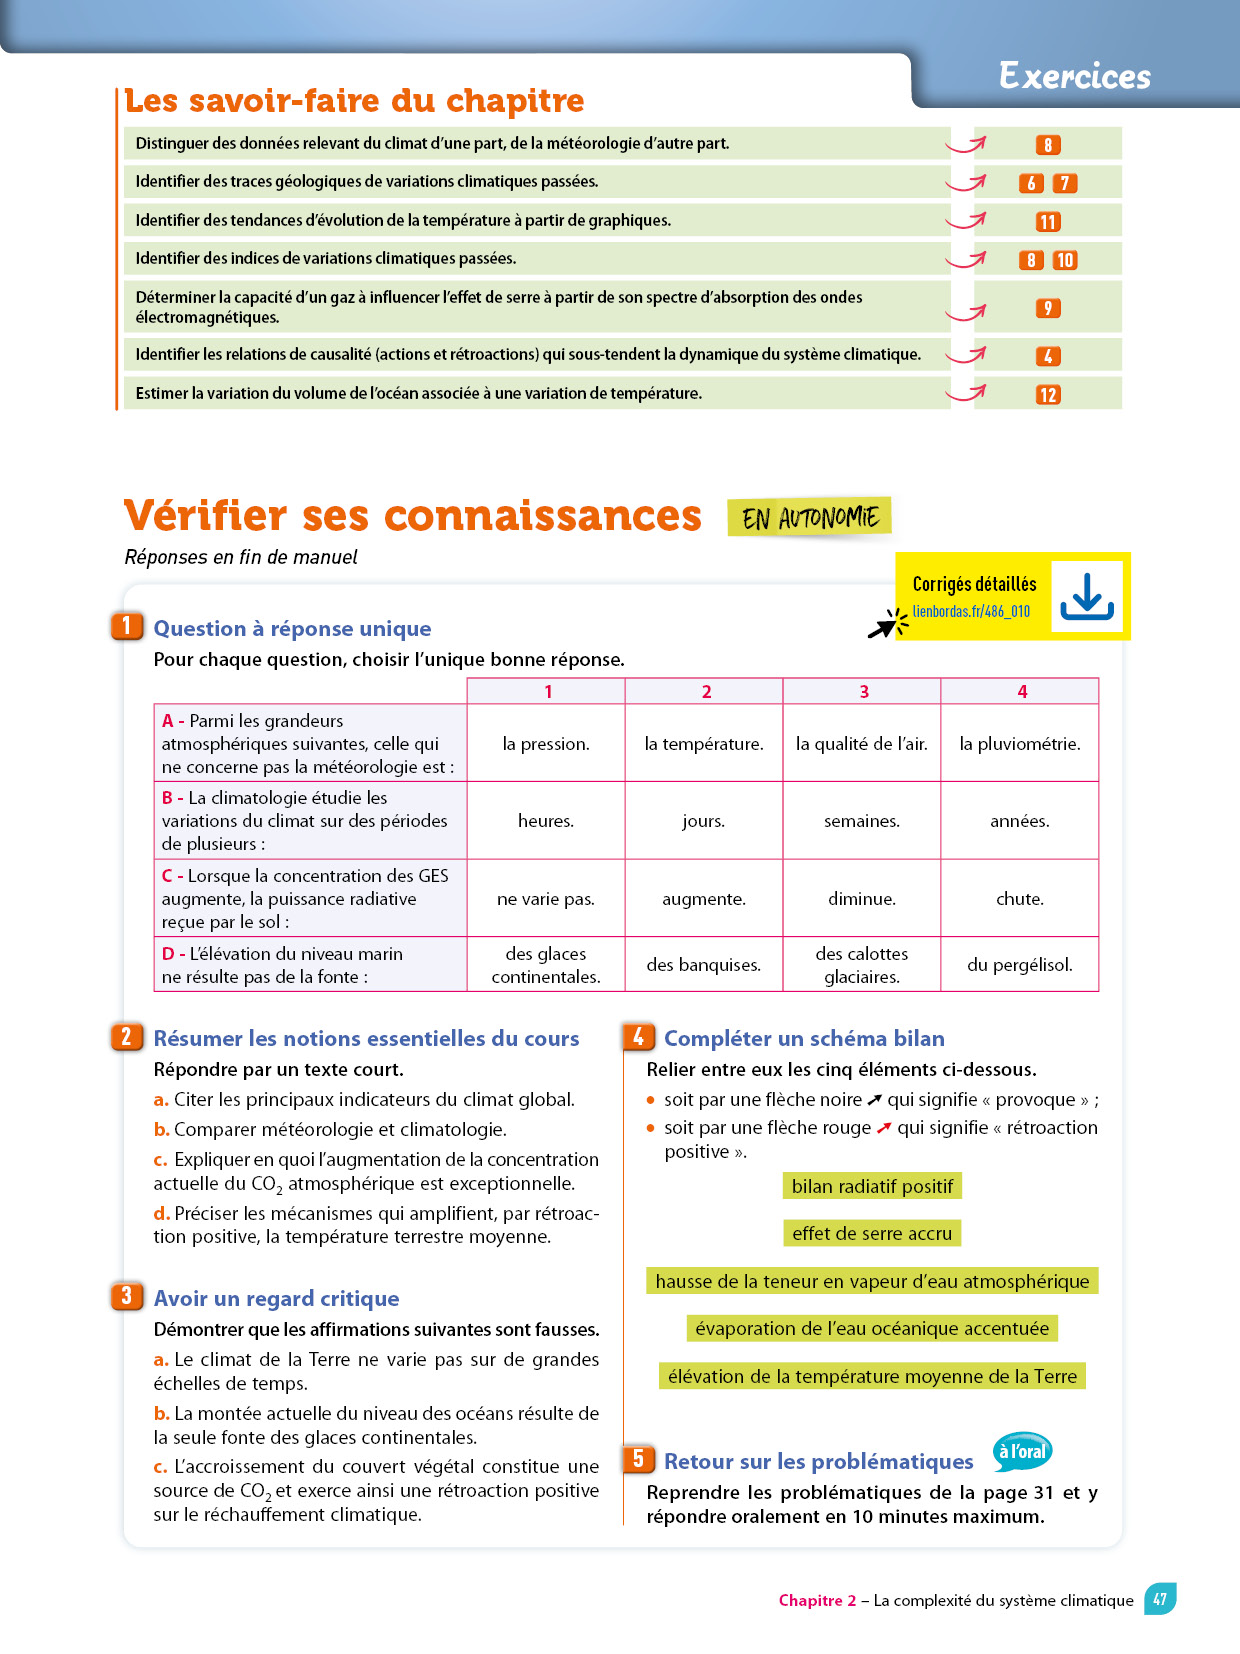 Exercices
Les savoir-faire du chapitre
Distinguer des données relevant du climat d’une part, de la météorologie d’autre part.
8
Identifier des traces géologiques de variations climatiques passées.
6 7
Identifier des tendances d’évolution de la température à partir de graphiques.
11
Identifier des indices de variations climatiques passées.
8 10
Déterminer la capacité d’un gaz à influencer l’effet de serre à partir de son spectre d’absorption des ondes
électromagnétiques.
9
Identifier les relations de causalité (actions et rétroactions) qui sous-tendent la dynamique du système climatique.
4
Estimer la variation du volume de l’océan associée à une variation de température.
12
Vérifier ses connaissances
EN AUTONOMIE
Réponses en fin de manuel
Corrigés détaillés
lienbordas.fr/486_010
1 Question à réponse unique
Pour chaque question, choisir l’unique bonne réponse.
1 2 3 4
A - Parmi les grandeurs
atmosphériques suivantes, celle qui
ne concerne pas la météorologie est :
la pression. la température. la qualité de l’air. la pluviométrie.
B - La climatologie étudie les
variations du climat sur des périodes
de plusieurs :
heures. jours. semaines. années.
C - Lorsque la concentration des GES
augmente, la puissance radiative
reçue par le sol :
ne varie pas. augmente. diminue. chute.
D - L’élévation du niveau marin
ne résulte pas de la fonte :
des glaces
continentales.
des banquises.
des calottes
glaciaires.
du pergélisol.
2 Résumer les notions essentielles du cours
Répondre par un texte court.
a. Citer les principaux indicateurs du climat global.
b. Comparer météorologie et climatologie.
c. Expliquer en quoi l’augmentation de la concentration
actuelle du CO2 atmosphérique est exceptionnelle.
d. Préciser les mécanismes qui amplifient, par rétroac-
tion positive, la température terrestre moyenne.
3 Avoir un regard critique
Démontrer que les affirmations suivantes sont fausses.
a. Le climat de la Terre ne varie pas sur de grandes
échelles de temps.
b. La montée actuelle du niveau des océans résulte de
la seule fonte des glaces continentales.
c. L’accroissement du couvert végétal constitue une
source de CO2 et exerce ainsi une rétroaction positive
sur le réchauffement climatique.
4 Compléter un schéma bilan
Relier entre eux les cinq éléments ci-dessous.
• soit par une flèche noire ➚ qui signifie « provoque » ;
• soit par une flèche rouge ➚ qui signifie « rétroaction
positive ».
bilan radiatif positif
effet de serre accru
hausse de la teneur en vapeur d’eau atmosphérique
évaporation de l’eau océanique accentuée
élévation de la température moyenne de la Terre
5 Retour sur les problématiques
à l’oral
Reprendre les problématiques de la page 31 et y
répondre oralement en 10 minutes maximum.
Chapitre 2 – La complexité du système climatique 47